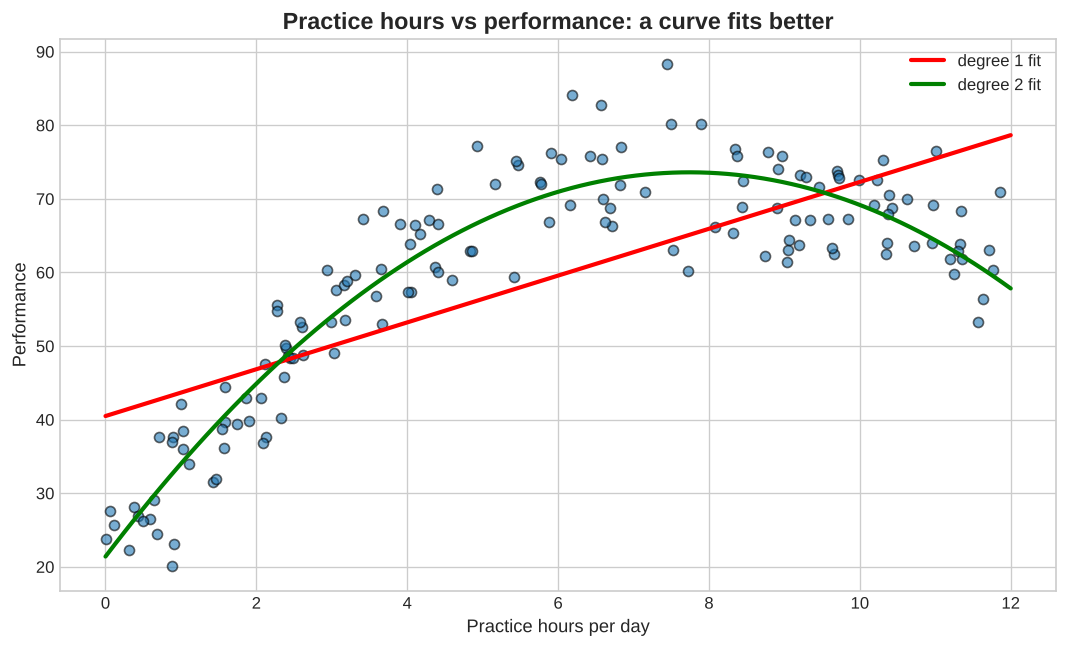 Practice hours vs performance: a curve fits better
degree 1 fit
degree 2 fit
Performance
90
80
70
60
50
40
30
20
0 2 4 6 8 10 12
Practice hours per day